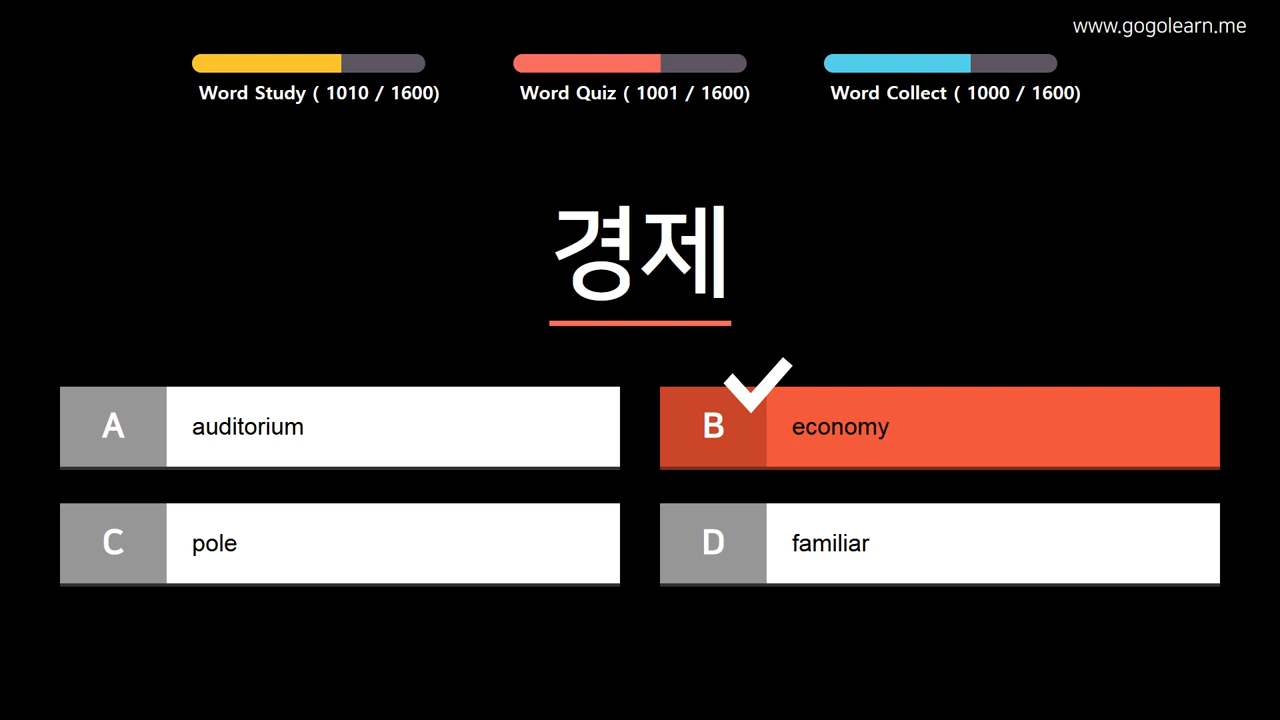 www.gogolearn.me
Word Study ( 1010 / 1600)
Word Quiz ( 1001 / 1600)
Word Collect ( 1000 / 1600)
경제
A auditorium
B economy
C pole
D familiar